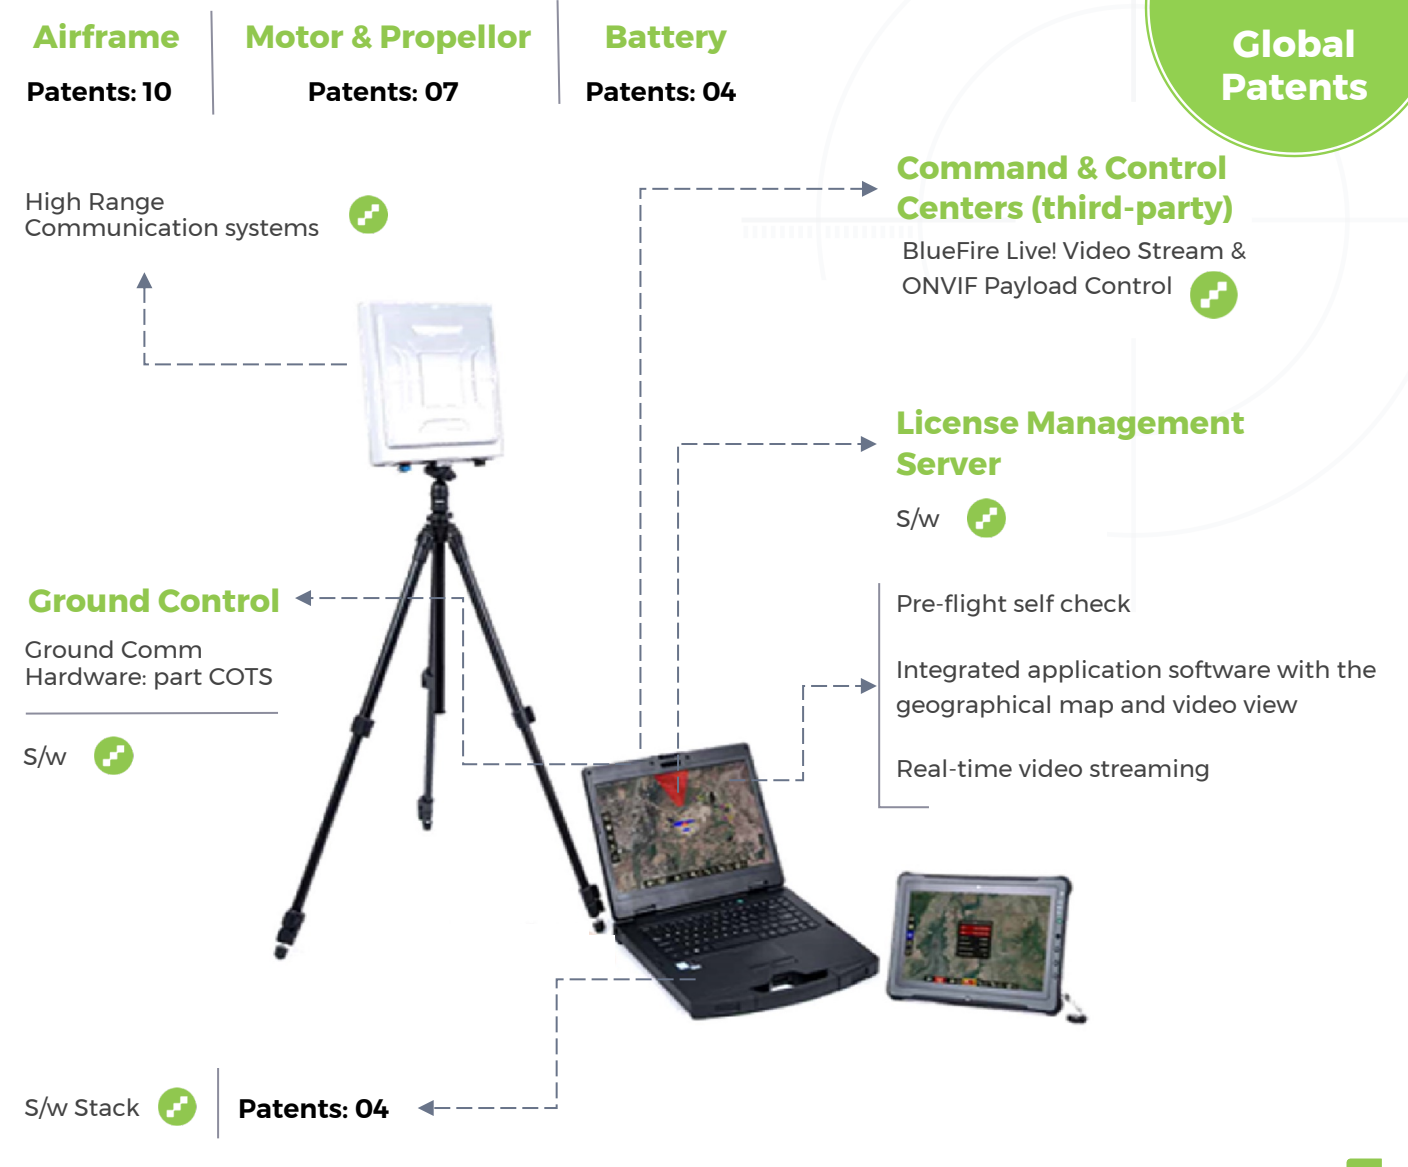 Airframe
Patents: 10
Motor & Propellor
Patents: 07
Battery
Patents: 04
Global
Patents
High Range
Communication systems
Command & Control
Centers (third-party)
BlueFire Live! Video Stream &
ONVIF Payload Control
License Management
Server
S/w
Ground Control
Ground Comm
Hardware: part COTS
S/w
Pre-flight self check
Integrated application software with the
geographical map and video view
Real-time video streaming
S/w Stack
Patents: 04